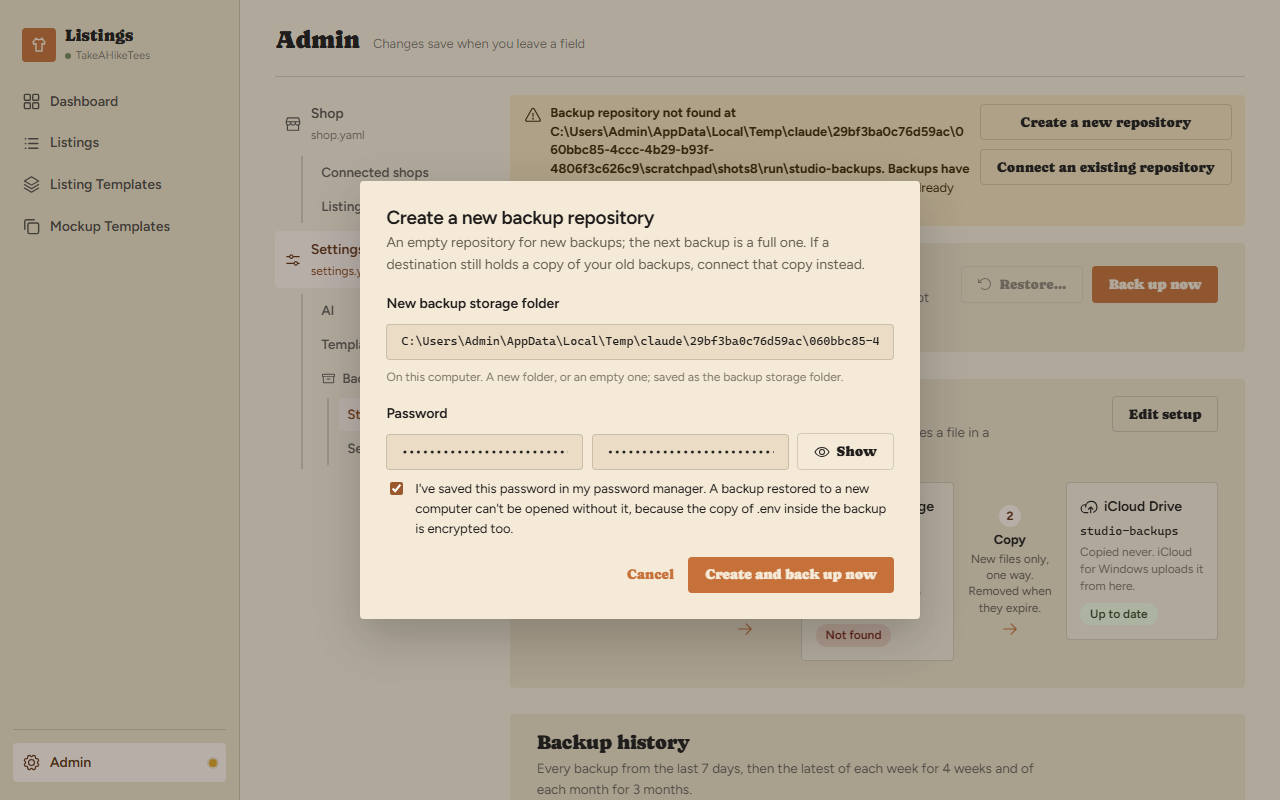 Listings
TakeAHikeTees
Dashboard
Listings
Listing Templates
Mockup Templates
Admin
Admin
Changes save when you leave a field
Shop
shop.yaml
Connected shops
Listing
Settings
settings.y
AI
Templa
Bac
St
Se
Backup repository not found at
C:\Users\Admin\AppData\Local\Temp\claude\29bf3ba0c76d59ac\0
60bbc85-4ccc-4b29-b93f-
4806f3c626c9\scratchpad\shots8\run\studio-backups. Backups have
lready
Create a new repository
Connect an existing repository
ot
Restore...
Back up now
es a file in a
Edit setup
Create a new backup repository
An empty repository for new backups; the next backup is a full one. If a
destination still holds a copy of your old backups, connect that copy instead.
New backup storage folder
C:\Users\Admin\AppData\Local\Temp\claude\29bf3ba0c76d59ac\060bbc85-4
On this computer. A new folder, or an empty one; saved as the backup storage folder.
Password
Show
I've saved this password in my password manager. A backup restored to a new
computer can't be opened without it, because the copy of .env inside the backup
is encrypted too.
Cancel
Create and back up now
ge
Not found
2
Copy
New files only,
one way.
Removed when
they expire.
iCloud Drive
studio-backups
Copied never. iCloud
for Windows uploads it
from here.
Up to date
Backup history
Every backup from the last 7 days, then the latest of each week for 4 weeks and of
each month for 3 months.